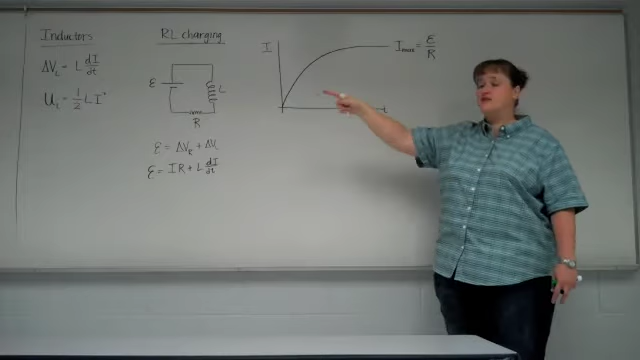 Inductors
ΔV_L = L dI/dt
U_L = 1/2 L I²
RL charging
ε
L
R
ε = ΔV_R + ΔV_L
ε = IR + L dI/dt
I
I_max = ε/R
t